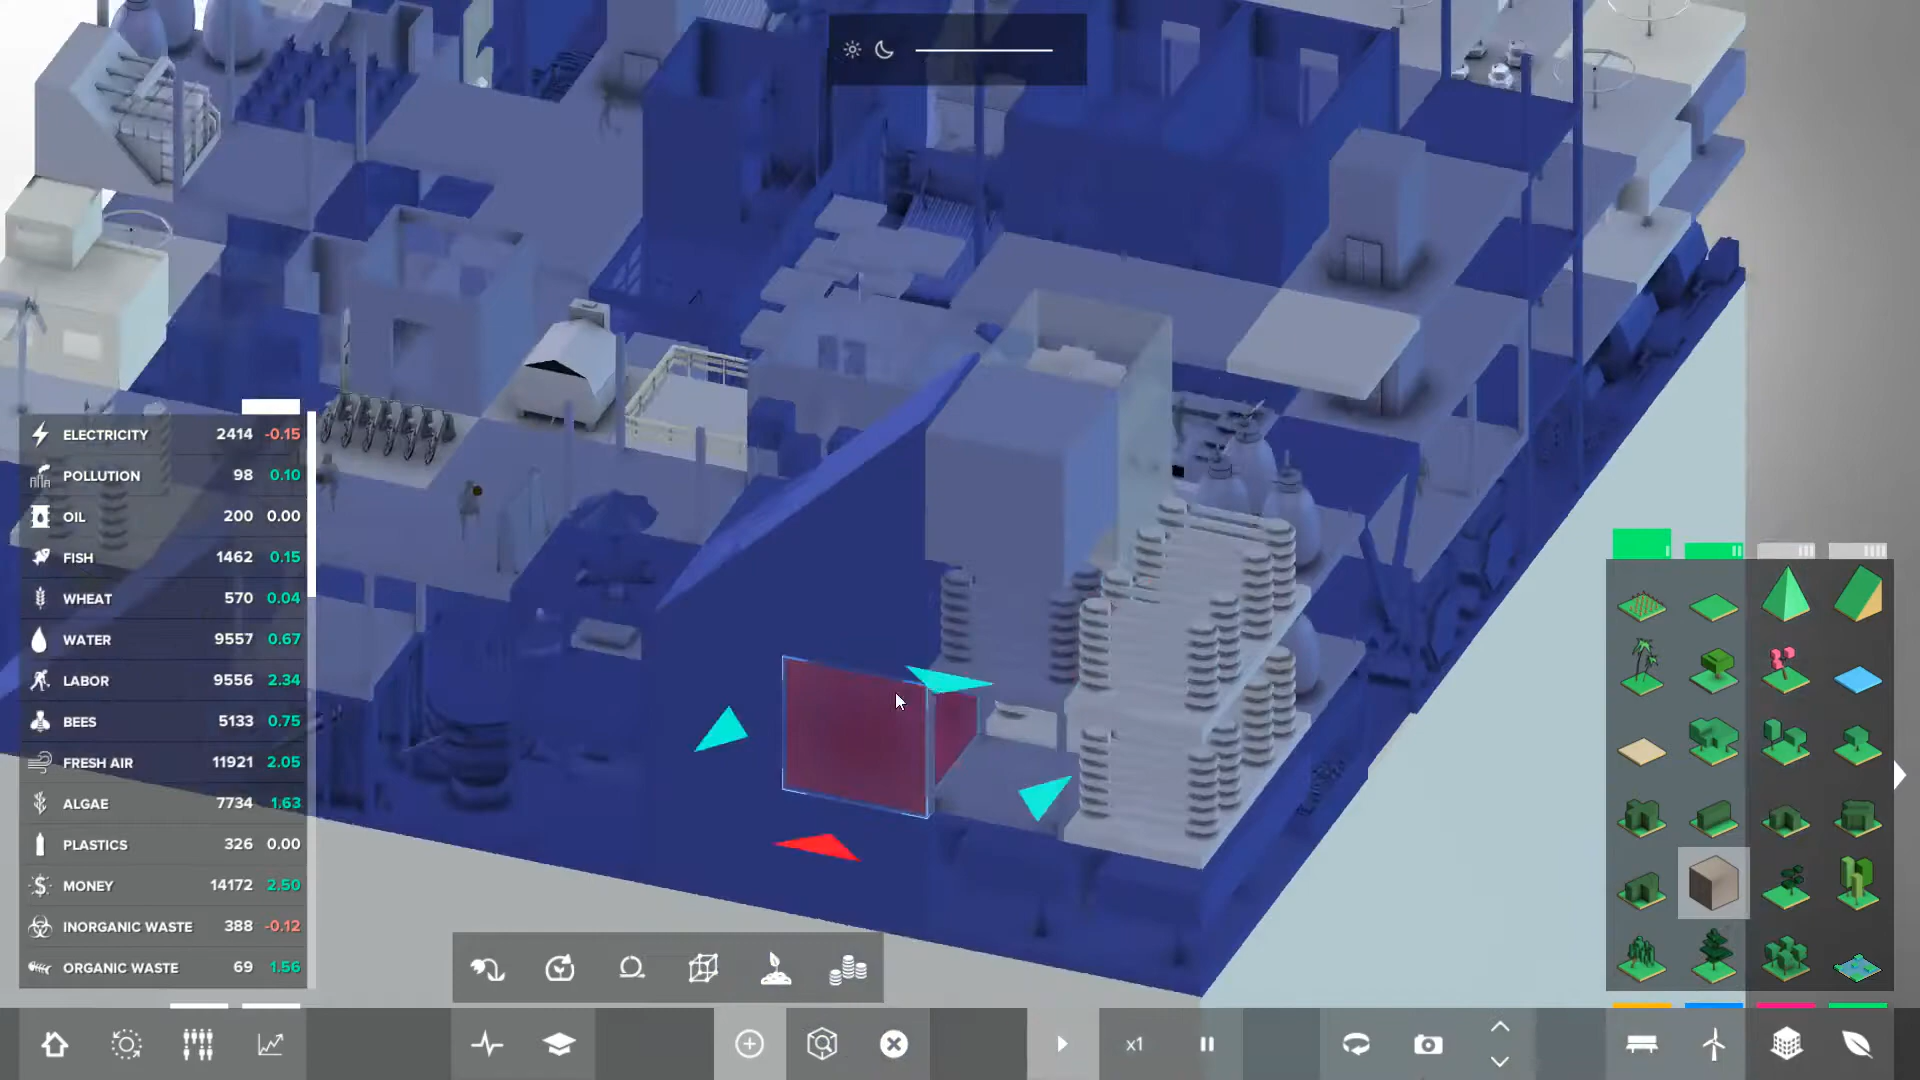 ELECTRICITY 2414 -0.15
POLLUTION 98 0.10
OIL 200 0.00
FISH 1462 0.15
WHEAT 570 0.04
WATER 9557 0.67
LABOR 9556 2.34
BEES 5133 0.75
FRESH AIR 11921 2.05
ALGAE 7734 1.63
PLASTICS 326 0.00
MONEY 14172 2.50
INORGANIC WASTE 388 -0.12
ORGANIC WASTE 69 1.56
x1